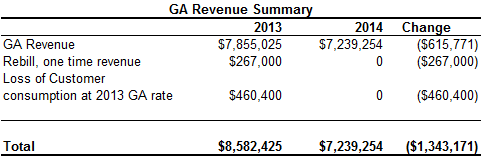 GA Revenue Summary
2013 2014 Change
GA Revenue $7,855,025 $7,239,254 ($615,771)
Rebill, one time revenue $267,000 0 ($267,000)
Loss of Customer
consumption at 2013 GA rate $460,400 0 ($460,400)
Total $8,582,425 $7,239,254 ($1,343,171)